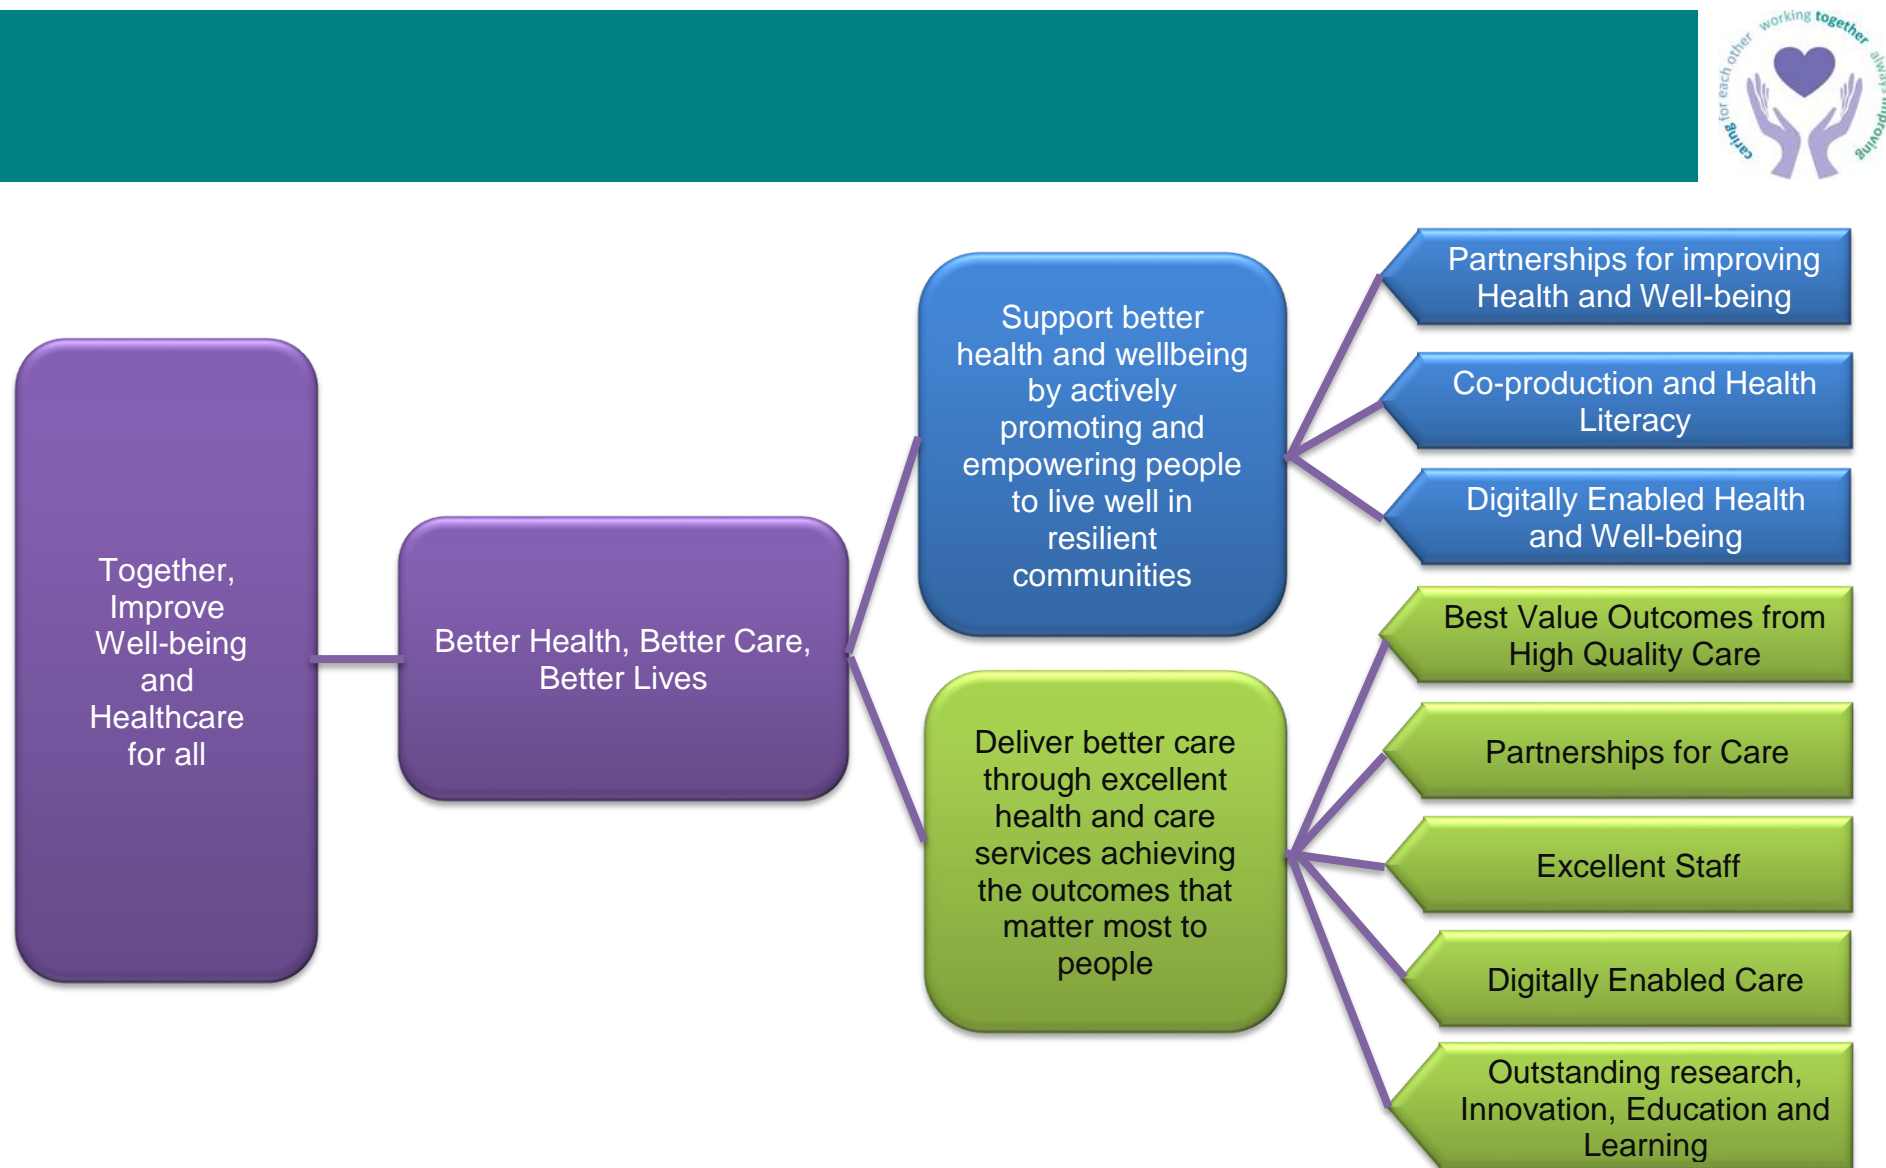 caring for each other working together always improving
Together,
Improve
Well-being
and
Healthcare
for all
Better Health, Better Care,
Better Lives
Support better
health and wellbeing
by actively
promoting and
empowering people
to live well in
resilient
communities
Deliver better care
through excellent
health and care
services achieving
the outcomes that
matter most to
people
Partnerships for improving
Health and Well-being
Co-production and Health
Literacy
Digitally Enabled Health
and Well-being
Best Value Outcomes from
High Quality Care
Partnerships for Care
Excellent Staff
Digitally Enabled Care
Outstanding research,
Innovation, Education and
Learning